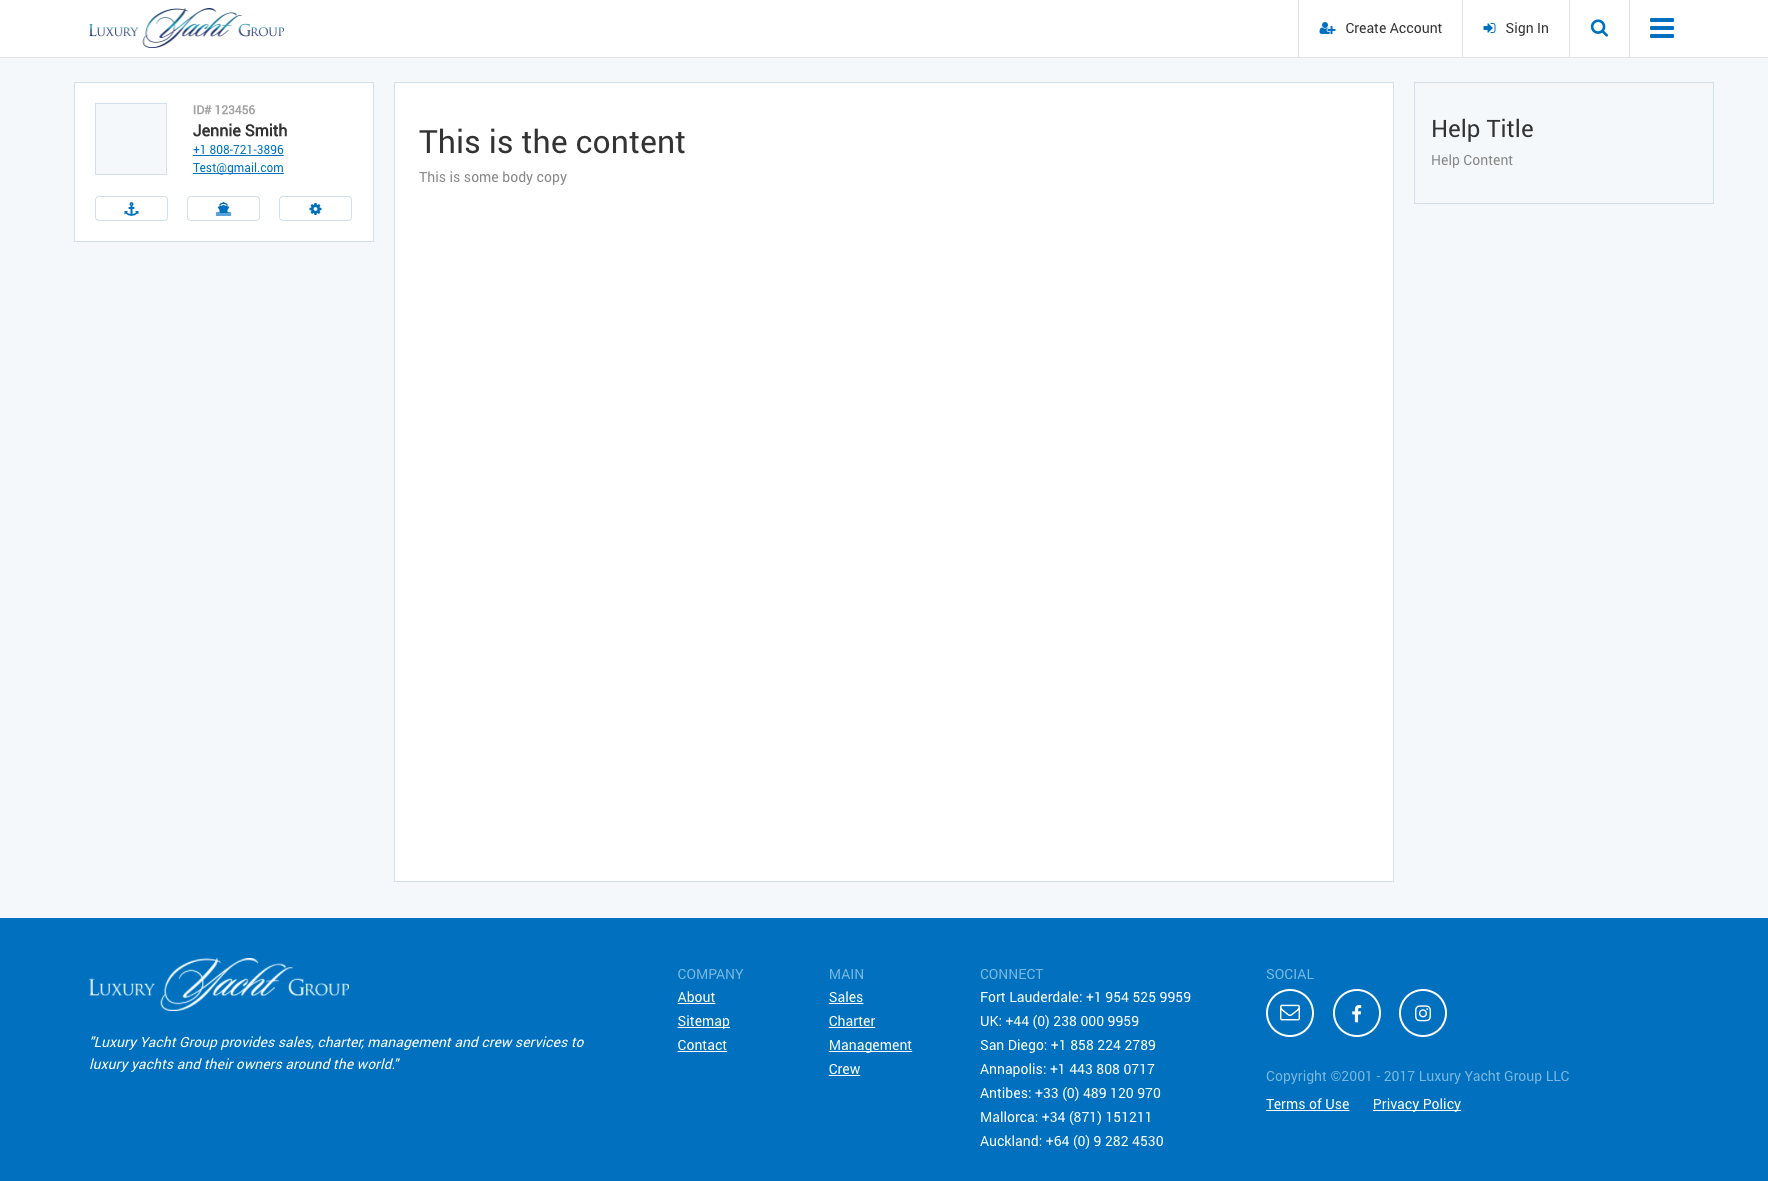 Luxury Yacht Group
Create Account
Sign In
ID# 123456
Jennie Smith
+1 808-721-3896
Test@gmail.com
This is the content
This is some body copy
Help Title
Help Content
Luxury Yacht Group
"Luxury Yacht Group provides sales, charter, management and crew services to
luxury yachts and their owners around the world."
COMPANY
About
Sitemap
Contact
MAIN
Sales
Charter
Management
Crew
CONNECT
Fort Lauderdale: +1 954 525 9959
UK: +44 (0) 238 000 9959
San Diego: +1 858 224 2789
Annapolis: +1 443 808 0717
Antibes: +33 (0) 489 120 970
Mallorca: +34 (871) 151211
Auckland: +64 (0) 9 282 4530
SOCIAL
Copyright ©2001 - 2017 Luxury Yacht Group LLC
Terms of Use Privacy Policy